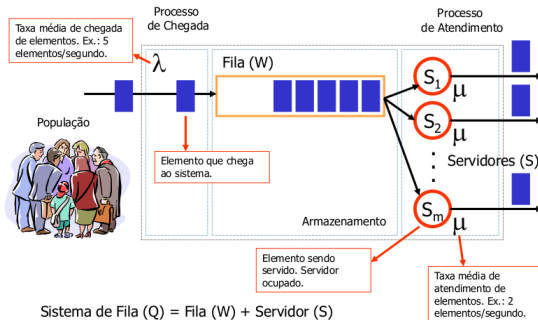 Taxa média de chegada
de elementos. Ex.: 5
elementos/segundo.
Processo
de Chegada
Processo
de Atendimento
λ
Fila (W)
S1
μ
S2
μ
População
Elemento que chega
ao sistema.
Servidores (S)
Armazenamento
Sm
μ
Elemento sendo
servido. Servidor
ocupado.
Taxa média de
atendimento de
elementos. Ex.: 2
elementos/segundo.
Sistema de Fila (Q) = Fila (W) + Servidor (S)